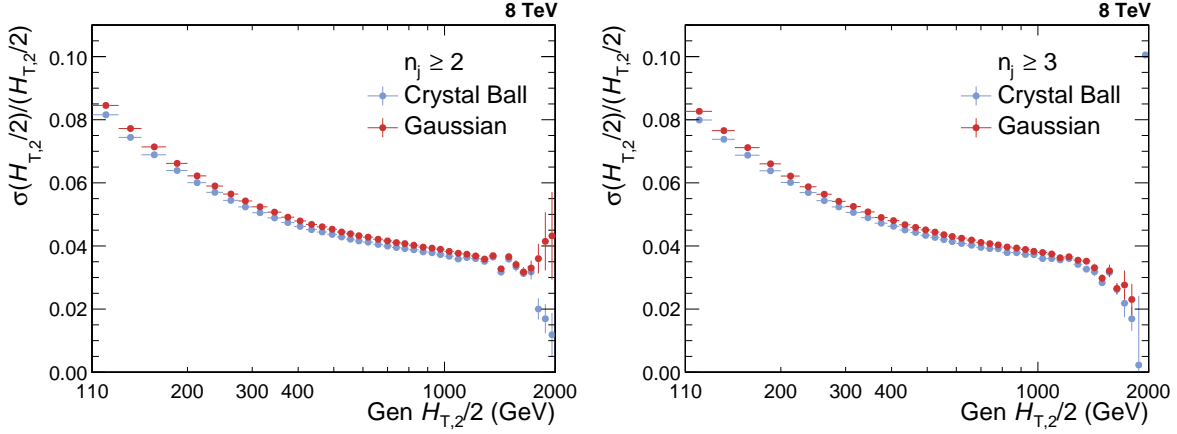 8 TeV
σ(H_T,2/2)/(H_T,2/2)
0.10
0.08
0.06
0.04
0.02
0.00
n_j ≥ 2
Crystal Ball
Gaussian
110 200 300 400 1000 2000
Gen H_T,2/2 (GeV)
8 TeV
σ(H_T,2/2)/(H_T,2/2)
0.10
0.08
0.06
0.04
0.02
0.00
n_j ≥ 3
Crystal Ball
Gaussian
110 200 300 400 1000 2000
Gen H_T,2/2 (GeV)